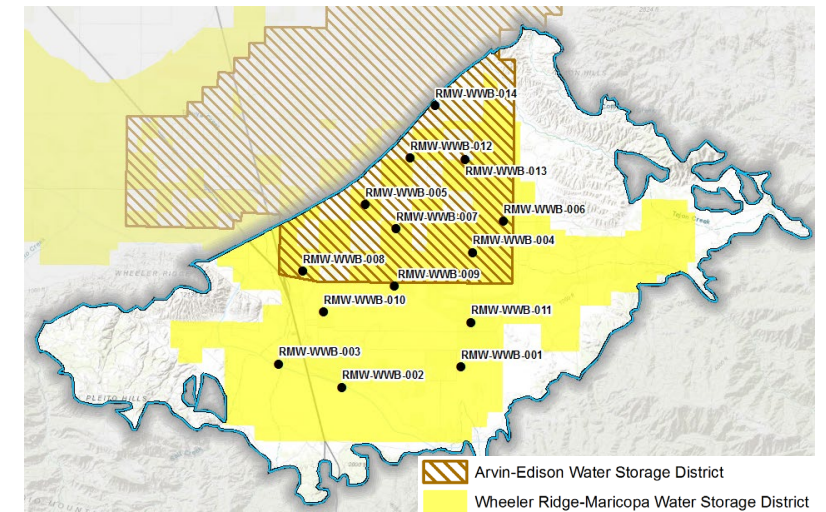 RMW-WWB-014
RMW-WWB-012
RMW-WWB-013
RMW-WWB-005
RMW-WWB-006
RMW-WWB-007
RMW-WWB-004
RMW-WWB-008
WHEELER RIDGE
RMW-WWB-009
RMW-WWB-010
RMW-WWB-011
RMW-WWB-003
RMW-WWB-001
RMW-WWB-002
PLEITO HILLS
Arvin-Edison Water Storage District
Wheeler Ridge-Maricopa Water Storage District